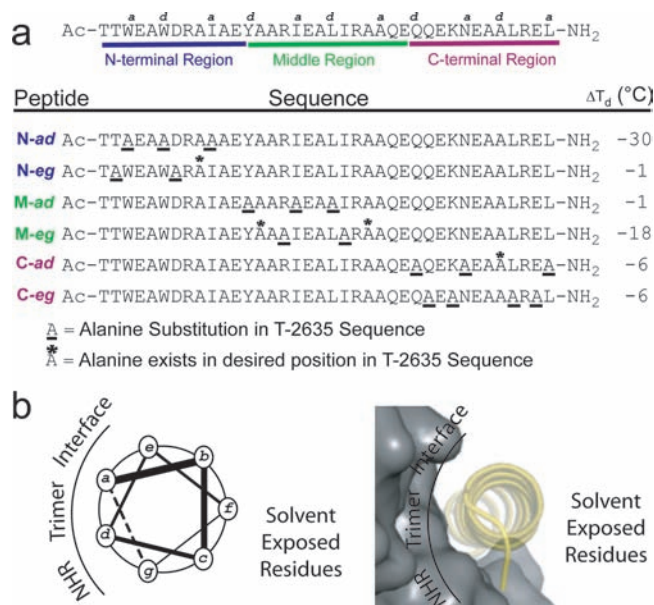 a
a d a d a d a d a d a
Ac-TTWEAWDRAIAEYAARIEALIRAAQEQQEKNEAALREL-NH2
N-terminal Region Middle Region C-terminal Region
Peptide Sequence ΔTd (°C)
N-ad Ac-TTAEAADRAAAEYAARIEALIRAAQEQQEKNEAALREL-NH2 -30
*
N-eg Ac-TAWEAWARAIAEYAARIEALIRAAQEQQEKNEAALREL-NH2 -1
M-ad Ac-TTWEAWDRAIAEAAARAEAAIRAAQEQQEKNEAALREL-NH2 -1
* *
M-eg Ac-TTWEAWDRAIAEYAAAIEALARAAQEQQEKNEAALREL-NH2 -18
*
C-ad Ac-TTWEAWDRAIAEYAARIEALIRAAQEAQEKAEAALREA-NH2 -6
C-eg Ac-TTWEAWDRAIAEYAARIEALIRAAQEQAEANEAAARAL-NH2 -6
A = Alanine Substitution in T-2635 Sequence
*
A = Alanine exists in desired position in T-2635 Sequence
b
NHR Trimer Interface
a
e
b
f
c
g
d
Solvent
Exposed
Residues
NHR Trimer Interface
Solvent
Exposed
Residues